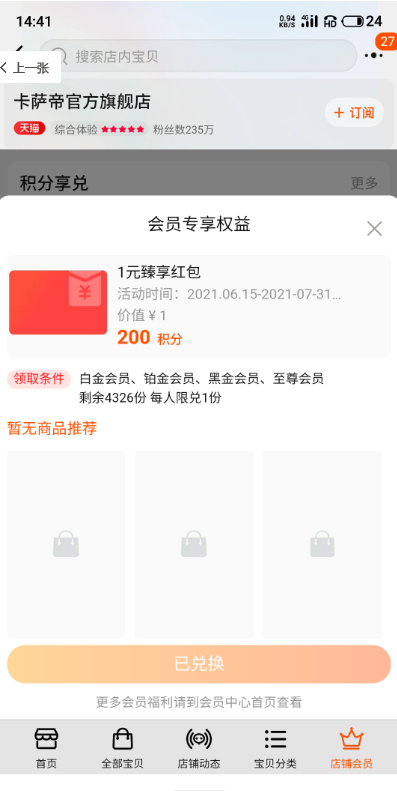 14:41
0.94 KB/S 4G HD 24
27
搜索店内宝贝
上一张
卡萨帝官方旗舰店
天猫 综合体验 ★★★★★ 粉丝数235万
+ 订阅
积分享兑
更多
会员专享权益
1元臻享红包
活动时间：2021.06.15-2021-07-31...
价值 ¥ 1
200 积分
¥
领取条件 白金会员、铂金会员、黑金会员、至尊会员
剩余4326份 每人限兑1份
暂无商品推荐
已兑换
更多会员福利请到会员中心首页查看
首页 全部宝贝 店铺动态 宝贝分类 店铺会员